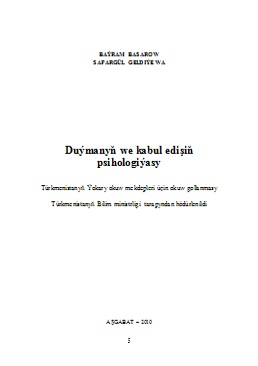 BAÝRAM BASAROW
SAPARGÜL GELDIÝEWA
Duýmanyň we kabul edişiň
psihologiýasy
Türkmenistanyň Ýokary okuw mekdepleri üçin okuw gollanmasy
Türkmenistanyň Bilim ministrligi tarapyndan hödürlenildi
AŞGABAT – 2010
5